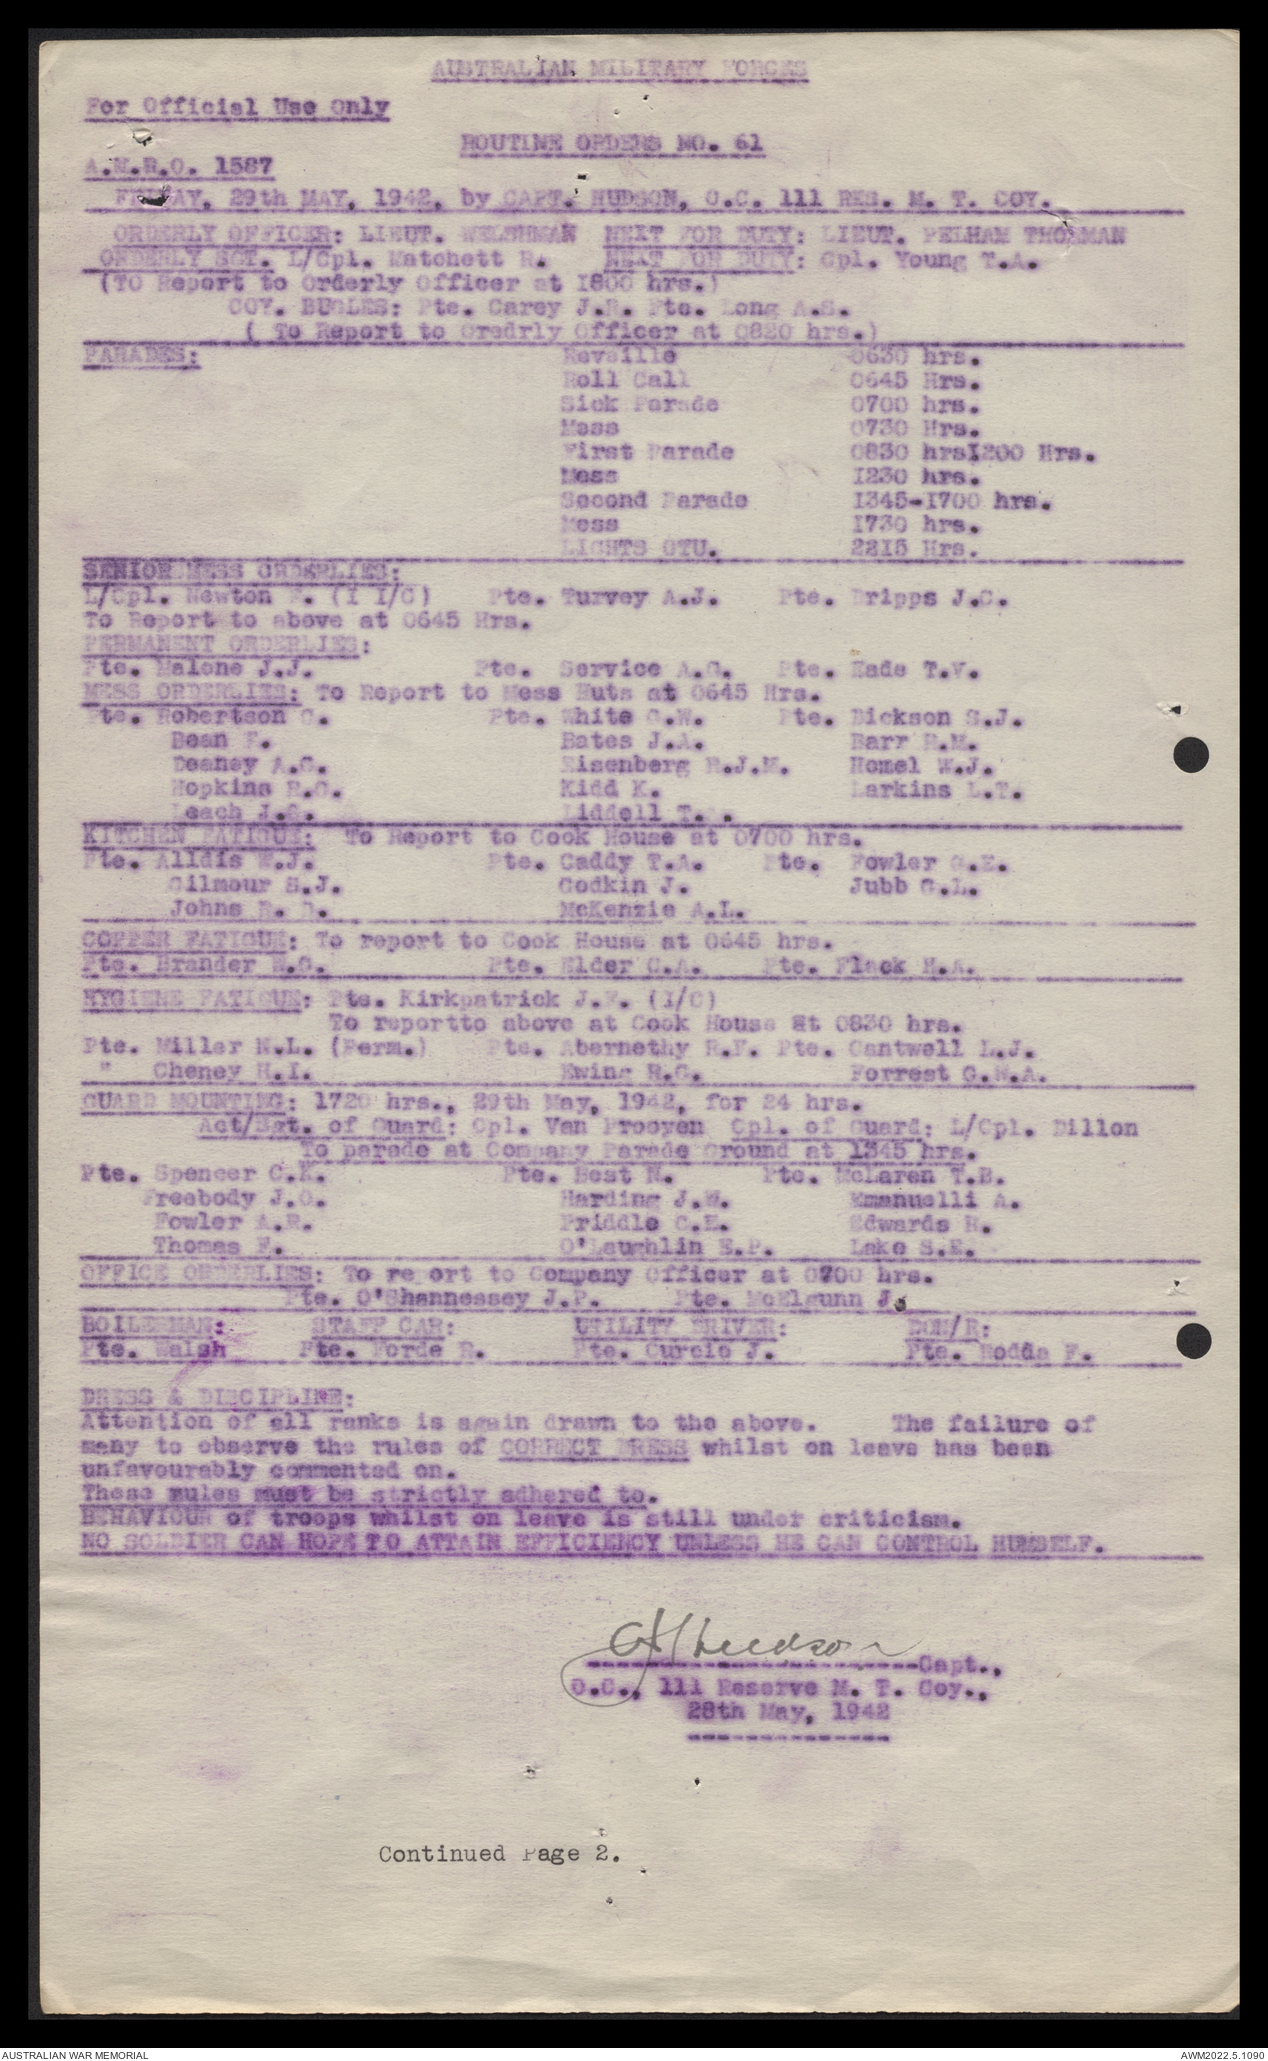 AUSTRALIAN MILITARY FORCES
For Official Use Only
ROUTINE ORDERS NO. 61
A.M.R.O. 1587
FRIDAY, 29th MAY, 1942, by CAPT. HUDSON, O.C. 111 RES. M. T. COY.
ORDERLY OFFICER: LIEUT. WELSHMAN NEXT FOR DUTY: LIEUT. PELHAM THORMAN
ORDERLY SGT. L/Cpl. Matchett R. NEXT FOR DUTY: Cpl. Young T.A.
(TO Report to Orderly Officer at I800 hrs.)
COY. BUGLES: Pte. Carey J.R. Pte. Long A.S.
( To Report to Oredrly Officer at 0820 hrs.)
PARADES: Reveille 0630 hrs.
Roll Call 0645 Hrs.
Sick Parade 0700 hrs.
Mess 0730 Hrs.
First Parade 0830 hrsI200 Hrs.
Mess I230 hrs.
Second Parade I345-I700 hrs.
Mess I730 hrs.
LIGHTS OTU. 22I5 Hrs.
SENIOR MESS ORDERLIES:
L/Cpl. Newton F. (I I/C) Pte. Turvey A.J. Pte. Dripps J.C.
To Report to above at 0645 Hrs.
PERMANENT ORDERLIES:
Pte. Malone J.J. Pte. Service A.G. Pte. Eade T.V.
MESS ORDERLIES: To Report to Mess Huts at 0645 Hrs.
Pte. Robertson C. Pte. White G.W. Pte. Dickson S.J.
Bean F. Bates J.A. Barr H.M.
Deaney A.G. Eisenberg R.J.M. Homel W.J.
Hopkins R.C. Kidd K. Larkins L.T.
Leach J.G. Liddell T.
KITCHEN FATIGUE: To Report to Cook House at 0700 hrs.
Pte. Alldis W.J. Pte. Caddy T.A. Pte. Fowler G.E.
Gilmour S.J. Godkin J. Jubb G.L.
Johns R. McKenzie A.L.
COPPER FATIGUE: To report to Cook House at 0645 hrs.
Pte. Brander W.G. Pte. Elder C.A. Pte. Flack H.A.
HYGIENE FATIGUE: Pte. Kirkpatrick J.F. (I/C)
To reportto above at Cook House at 0830 hrs.
Pte. Miller N.L. (Perm.) Pte. Abernethy R.F. Pte. Cantwell L.J.
" Cheney H.I. Ewing R.G. Forrest G.W.A.
GUARD MOUNTING: 1720 hrs., 29th May, 1942, for 24 hrs.
Act/Sgt. of Guard: Cpl. Van Prooyen Cpl. of Guard: L/Cpl. Dillon
To parade at Company Parade Ground at 1345 hrs.
Pte. Spencer C.K. Pte. Best N. Pte. McLaren T.B.
Freebody J.O. Harding J.W. Emanuelli A.
Fowler A.R. Priddle C.E. Edwards R.
Thomas F. O'Laughlin E.P. Lake S.E.
OFFICE ORDERLIES: To re ort to Company Officer at 0700 hrs.
Pte. O'Shannessey J.P. Pte. McElgunn J.
BOILERMAN: STAFF CAR: UTILITY DRIVER: DON/R:
Pte. Walsh Pte. Forde R. Pte. Curcio J. Pte. Hodda F.
DRESS & DISCIPLINE:
Attention of all ranks is again drawn to the above. The failure of
many to observe the rules of CORRECT DRESS whilst on leave has been
unfavourably commented on.
These rules must be strictly adhered to.
BEHAVIOUR of troops whilst on leave is still under criticism.
NO SOLDIER CAN HOPE TO ATTAIN EFFICIENCY UNLESS HE CAN CONTROL HIMSELF.
Hudson
Capt.,
O.C., 111 Reserve M. T. Coy.,
28th May, 1942
Continued Page 2.
AUSTRALIAN WAR MEMORIAL AWM2022.5.1090